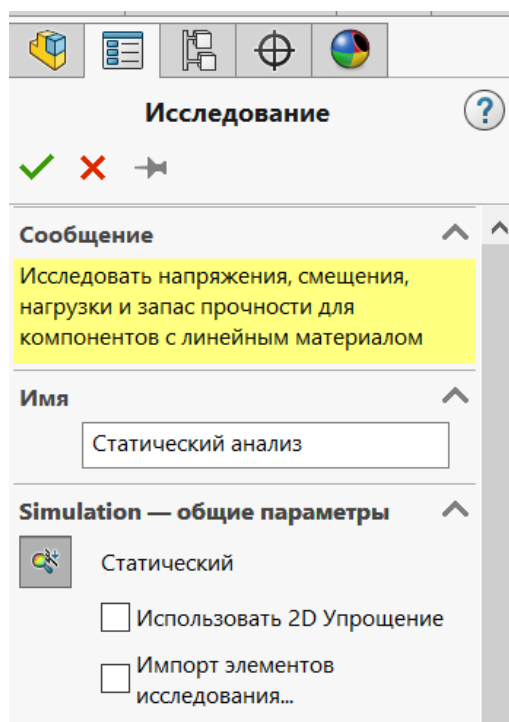 Исследование
?
Сообщение
Исследовать напряжения, смещения,
нагрузки и запас прочности для
компонентов с линейным материалом
Имя
Статический анализ
Simulation — общие параметры
Статический
Использовать 2D Упрощение
Импорт элементов
исследования...